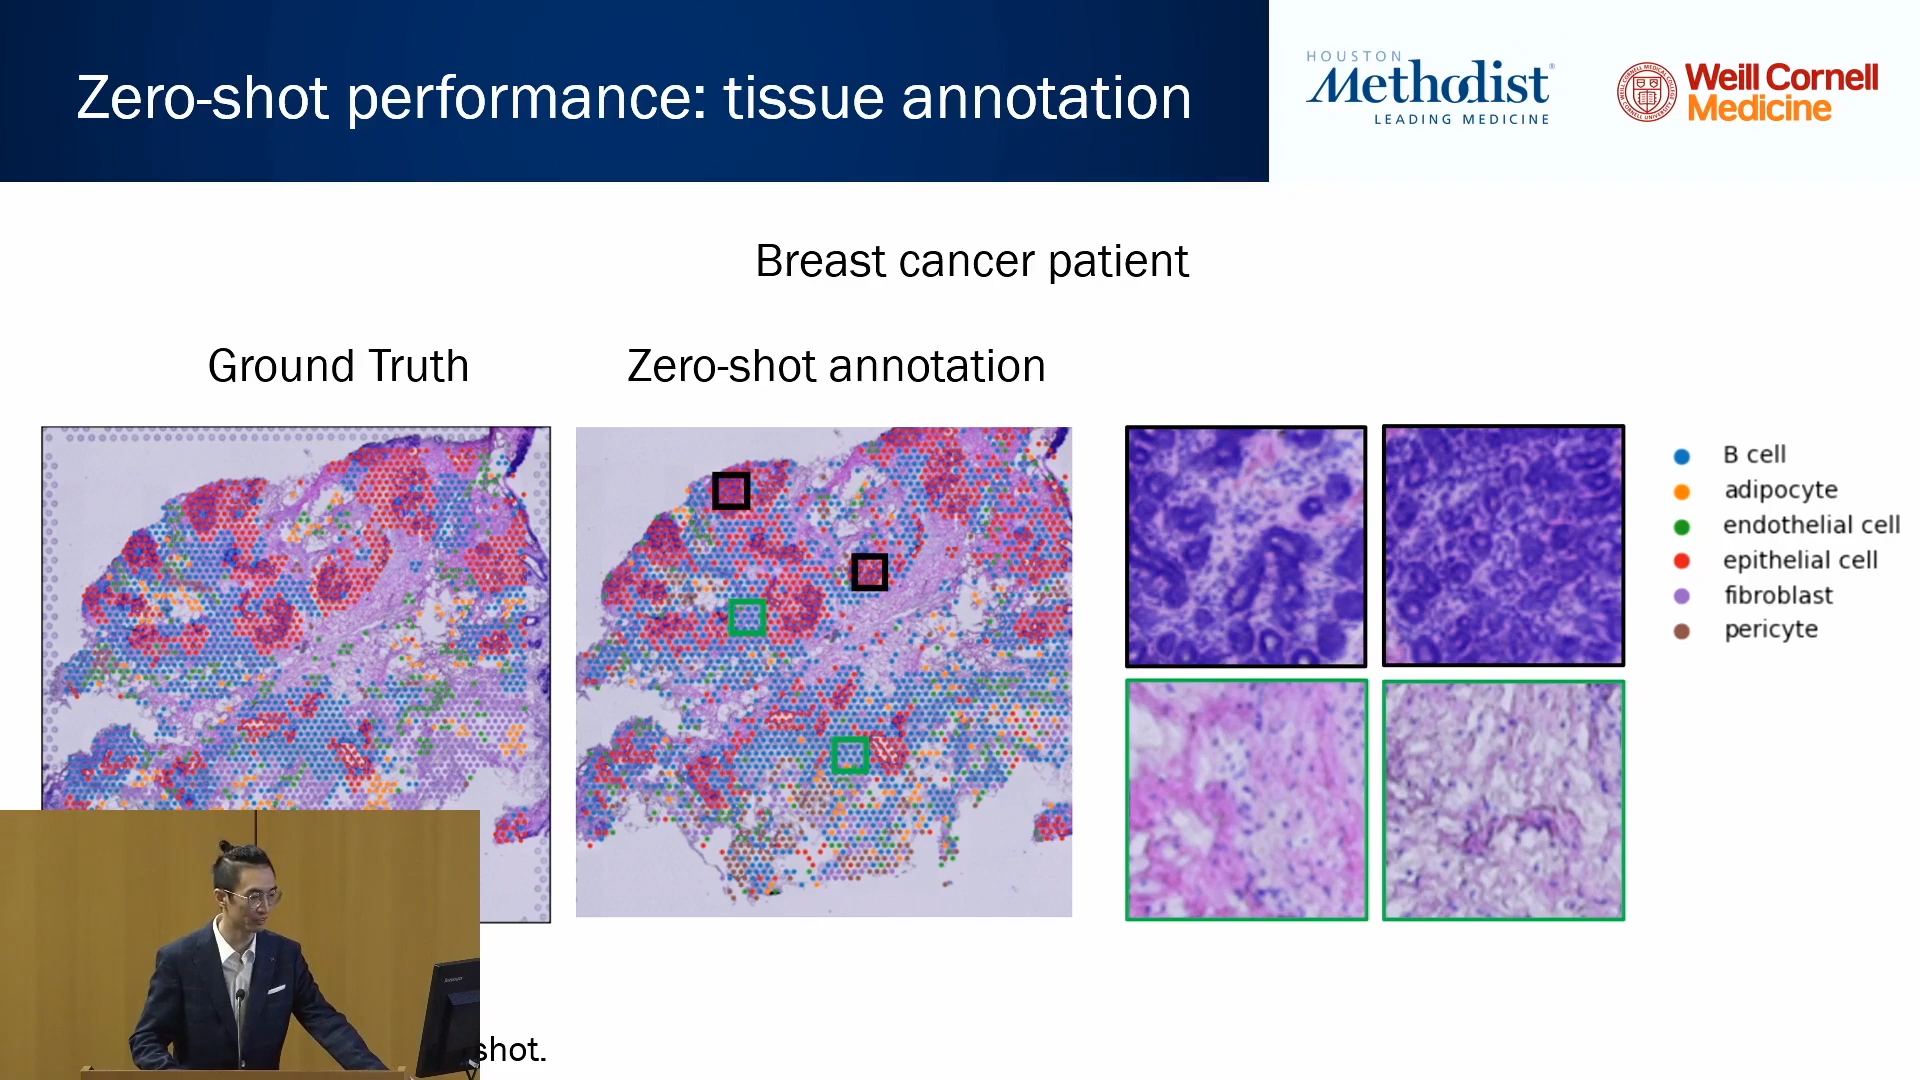 Zero-shot performance: tissue annotation
HOUSTON
Methodist
LEADING MEDICINE
Weill Cornell
Medicine
Breast cancer patient
Ground Truth
Zero-shot annotation
B cell
adipocyte
endothelial cell
epithelial cell
fibroblast
pericyte
shot.